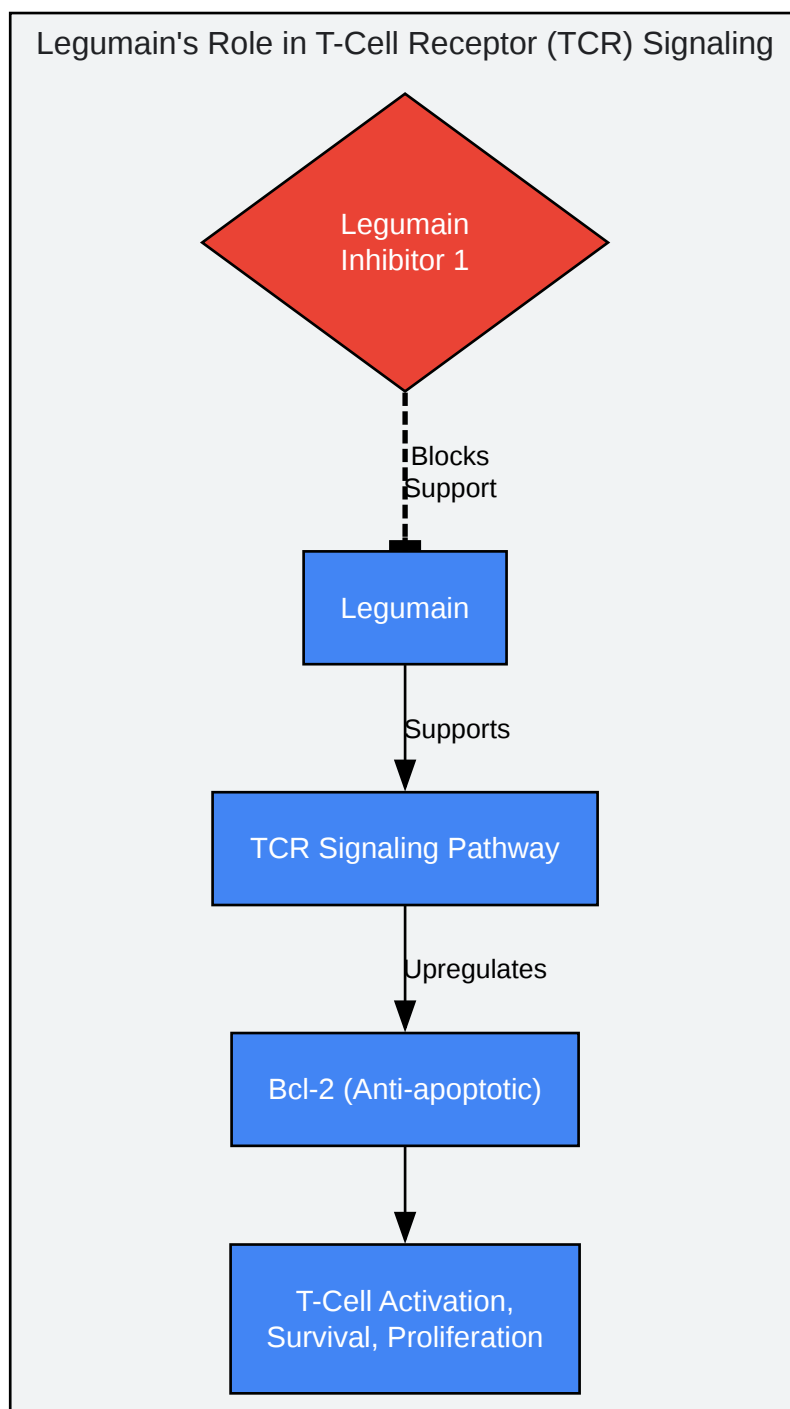 Legumain's Role in T-Cell Receptor (TCR) Signaling
Legumain
Inhibitor 1
Blocks
Support
Legumain
Supports
TCR Signaling Pathway
Upregulates
Bcl-2 (Anti-apoptotic)
T-Cell Activation,
Survival, Proliferation